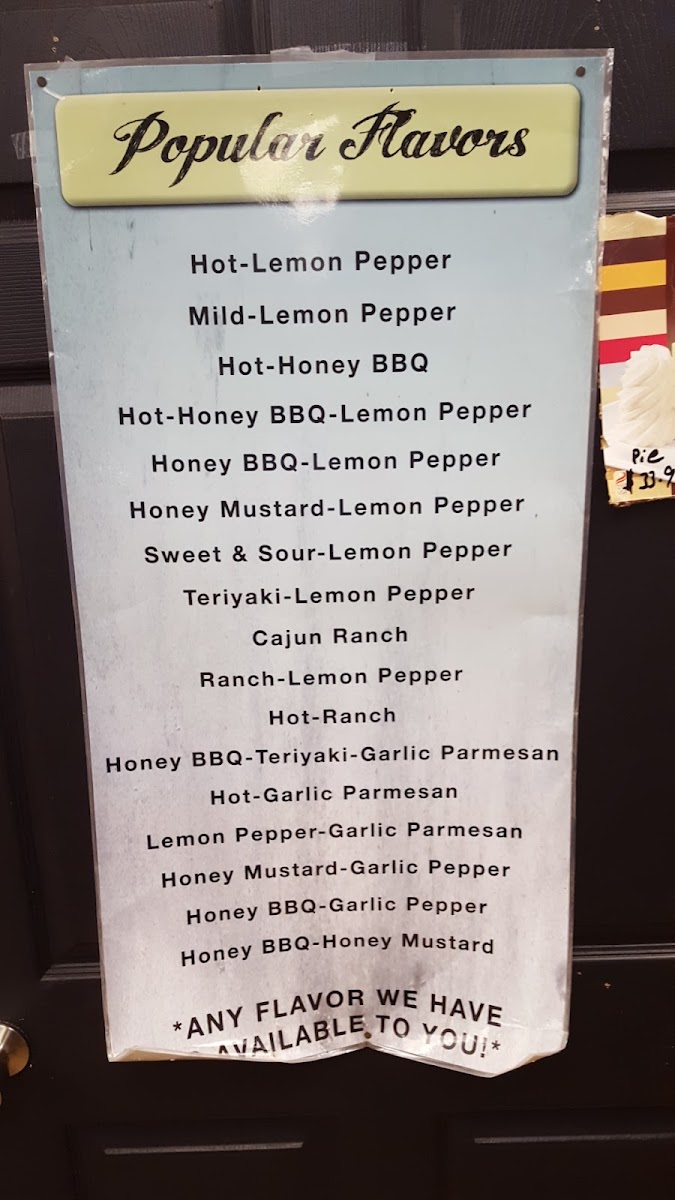 Popular Flavors
Hot-Lemon Pepper
Mild-Lemon Pepper
Hot-Honey BBQ
Hot-Honey BBQ-Lemon Pepper
Honey BBQ-Lemon Pepper
Honey Mustard-Lemon Pepper
Sweet & Sour-Lemon Pepper
Teriyaki-Lemon Pepper
Cajun Ranch
Ranch-Lemon Pepper
Hot-Ranch
Honey BBQ-Teriyaki-Garlic Parmesan
Hot-Garlic Parmesan
Lemon Pepper-Garlic Parmesan
Honey Mustard-Garlic Pepper
Honey BBQ-Garlic Pepper
Honey BBQ-Honey Mustard
*ANY FLAVOR WE HAVE
AVAILABLE TO YOU!*
Pie
$33.9